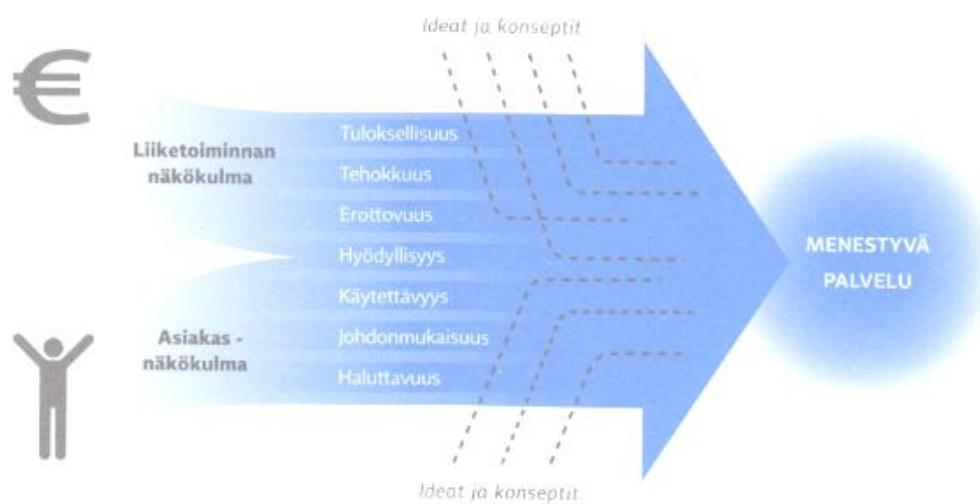 Ideat ja konseptit
€
Liiketoiminnan
näkökulma
Tuloksellisuus
Tehokkuus
Erottovuus
Hyödyllisyys
Käytettävyys
Johdonmukaisuus
Haluttavuus
Asiakas -
näkökulma
MENESTYVÄ
PALVELU
Ideat ja konseptit